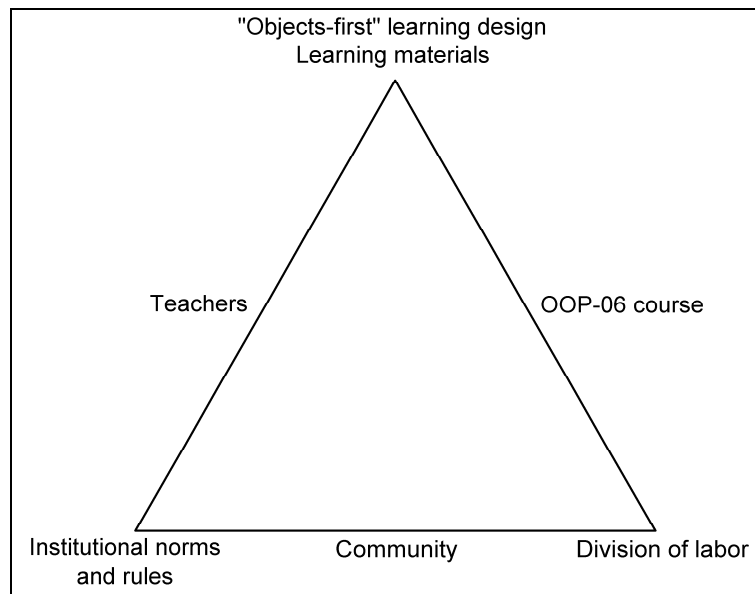 "Objects-first" learning design
Learning materials
Teachers
OOP-06 course
Institutional norms
and rules
Community
Division of labor